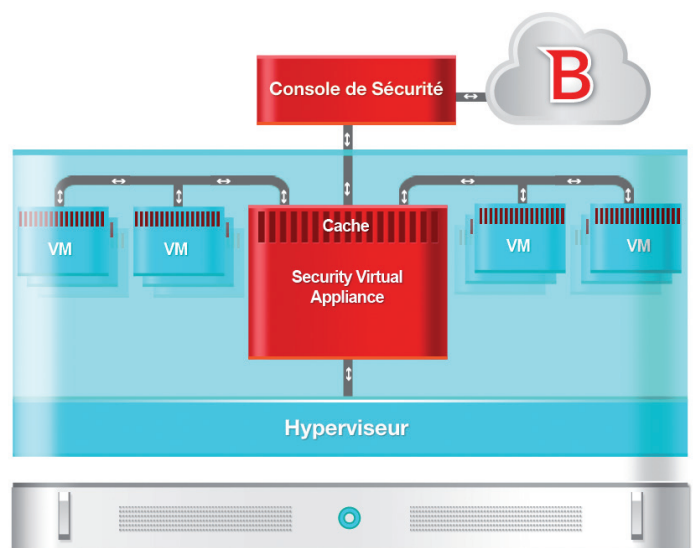 Console de Sécurité
B
Cache
VM
VM
Security Virtual
Appliance
VM
VM
Hyperviseur